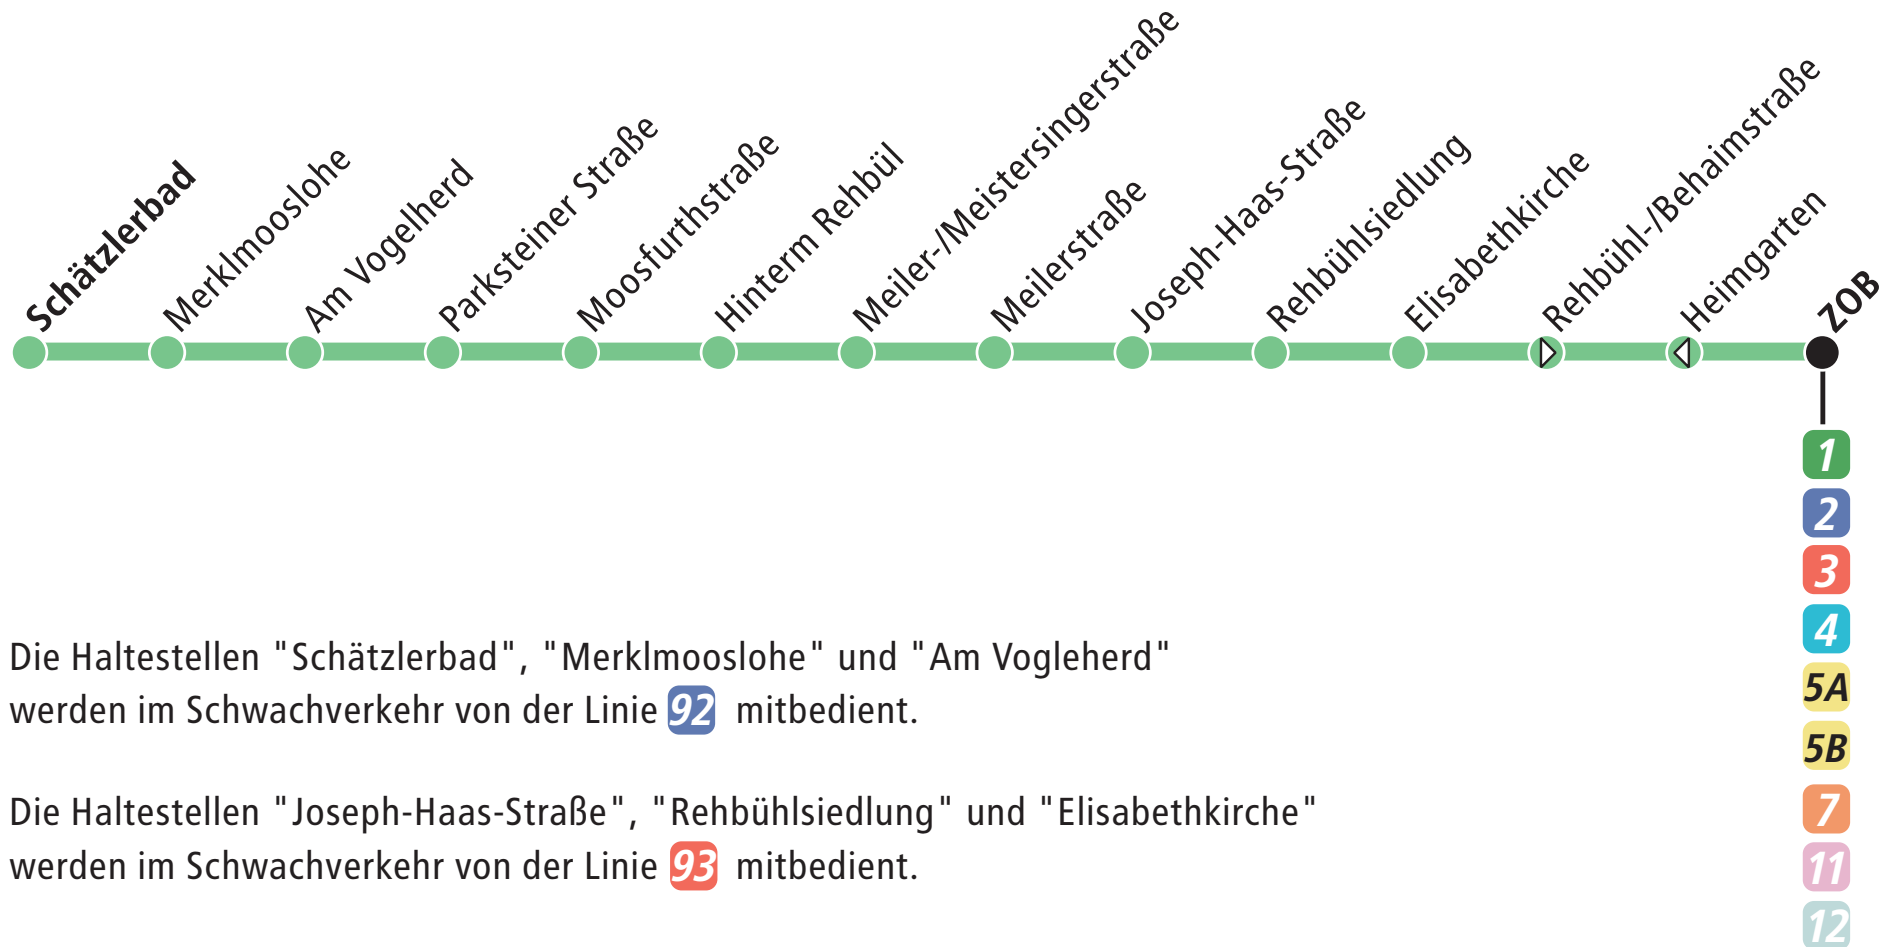 Schätzlerbad
Merklmooslohe
Am Vogelherd
Parksteiner Straße
Moosfurthstraße
Hinterm Rehbül
Meiler-/Meistersingerstraße
Meilerstraße
Joseph-Haas-Straße
Rehbühlsiedlung
Elisabethkirche
Rehbühl-/Behaimstraße
Heimgarten
ZOB
1
2
3
4
5A
5B
7
11
12
Die Haltestellen "Schätzlerbad", "Merklmooslohe" und "Am Vogleherd"
werden im Schwachverkehr von der Linie 92 mitbedient.
Die Haltestellen "Joseph-Haas-Straße", "Rehbühlsiedlung" und "Elisabethkirche"
werden im Schwachverkehr von der Linie 93 mitbedient.